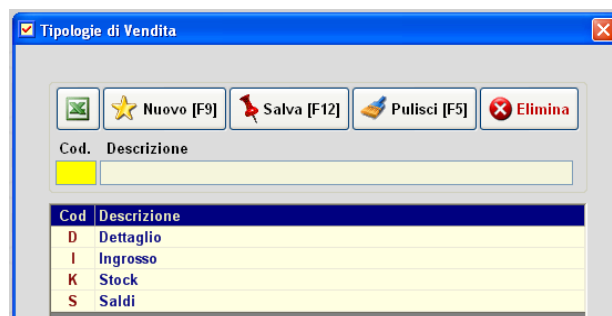 Tipologie di Vendita
Nuovo [F9] Salva [F12] Pulisci [F5] Elimina
Cod. Descrizione
Cod Descrizione
D Dettaglio
I Ingrosso
K Stock
S Saldi